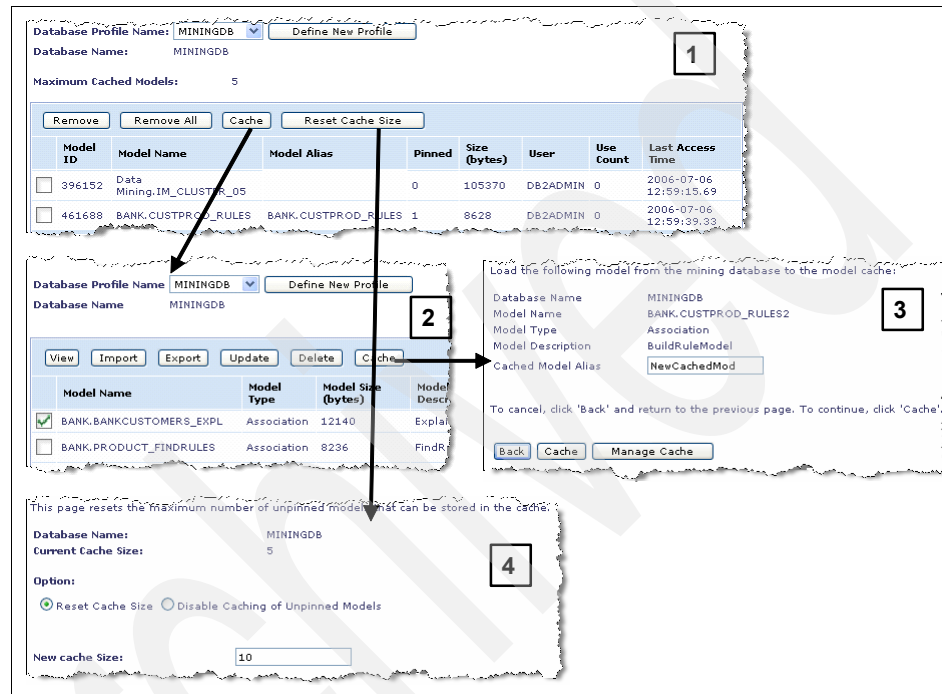 Database Profile Name: MININGDB Define New Profile
Database Name: MININGDB
1
Maximum Cached Models: 5
Remove Remove All Cache Reset Cache Size
Model ID Model Name Model Alias Pinned Size (bytes) User Use Count Last Access Time
396152 Data Mining.IM_CLUSTER_05 0 105370 DB2ADMIN 0 2006-07-06 12:59:15.69
461688 BANK.CUSTPROD_RULES BANK.CUSTPROD_RULES 1 8628 DB2ADMIN 0 2006-07-06 12:59:39.33
Database Profile Name MININGDB Define New Profile
Database Name MININGDB
2
View Import Export Update Delete Cache
Model Name Model Type Model Size (bytes) Model Descr
BANK.BANKCUSTOMERS_EXPL Association 12140 Explai
BANK.PRODUCT_FINDRULES Association 8236 FindR
Load the following model from the mining database to the model cache:
Database Name MININGDB
3
Model Name BANK.CUSTPROD_RULES2
Model Type Association
Model Description BuildRuleModel
Cached Model Alias NewCachedMod
To cancel, click 'Back' and return to the previous page. To continue, click 'Cache'.
Back Cache Manage Cache
This page resets the maximum number of unpinned models that can be stored in the cache.
Database Name: MININGDB
Current Cache Size: 5
4
Option:
Reset Cache Size Disable Caching of Unpinned Models
New cache Size: 10